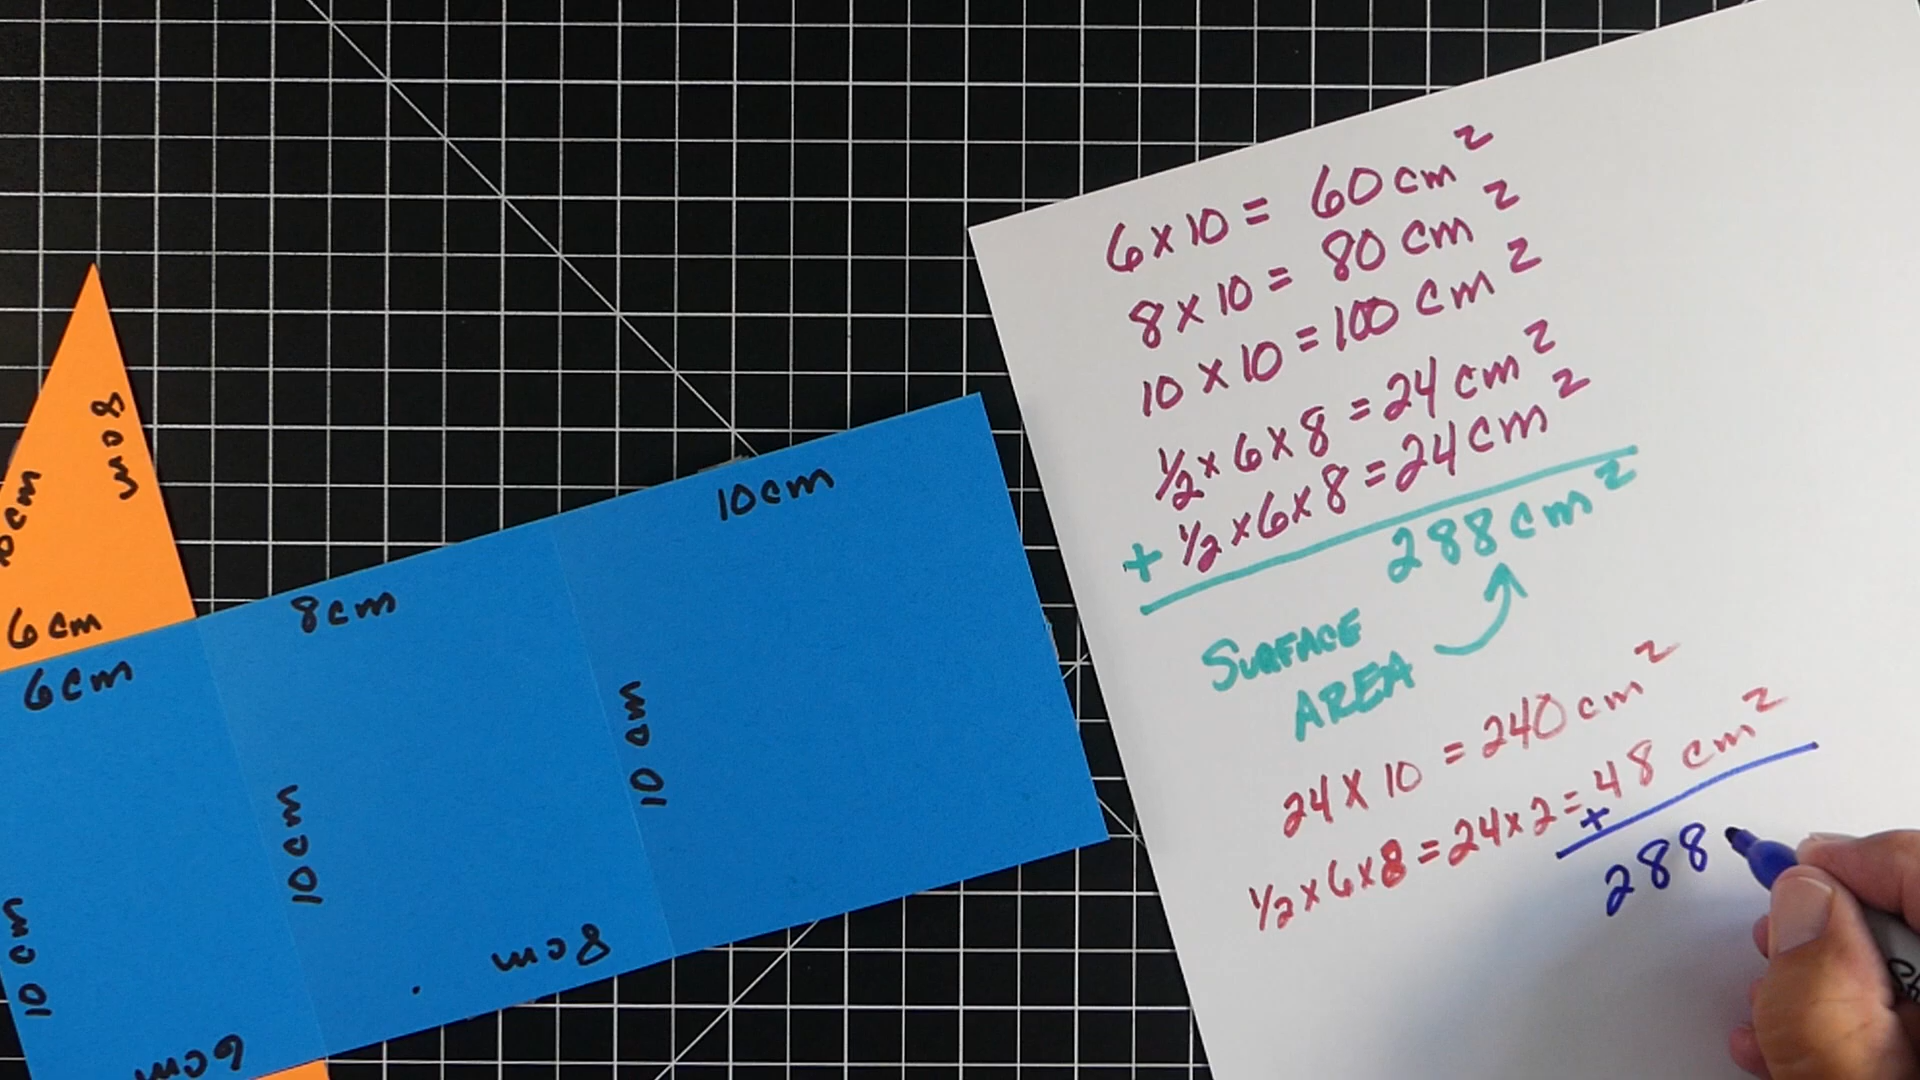 6 x 10 = 60 cm²
8 x 10 = 80 cm²
10 x 10 = 100 cm²
½ x 6 x 8 = 24 cm²
+ ½ x 6 x 8 = 24 cm²
288 cm²
SURFACE
AREA
24 x 10 = 240 cm²
½ x 6 x 8 = 24 x 2 = 48 cm²
+
288
8cm
cm
6cm
6cm
8cm
10cm
10cm
10cm
10cm
8cm
6cm